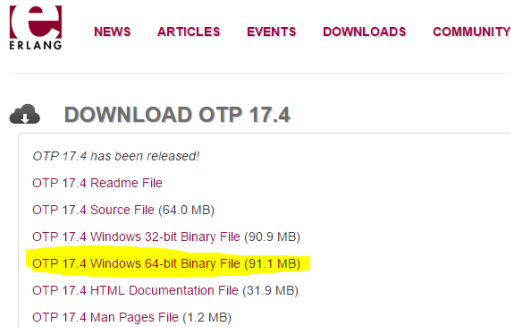 ERLANG
NEWS ARTICLES EVENTS DOWNLOADS COMMUNITY
DOWNLOAD OTP 17.4
OTP 17.4 has been released!
OTP 17.4 Readme File
OTP 17.4 Source File (64.0 MB)
OTP 17.4 Windows 32-bit Binary File (90.9 MB)
OTP 17.4 Windows 64-bit Binary File (91.1 MB)
OTP 17.4 HTML Documentation File (31.9 MB)
OTP 17.4 Man Pages File (1.2 MB)